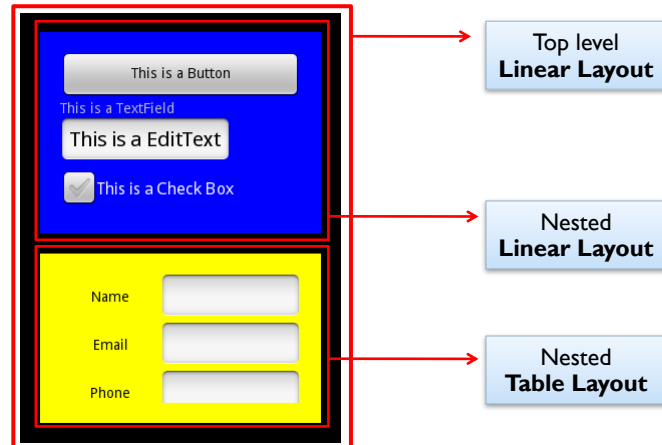 This is a Button
This is a TextField
This is a EditText
This is a Check Box
Name
Email
Phone
Top level
Linear Layout
Nested
Linear Layout
Nested
Table Layout